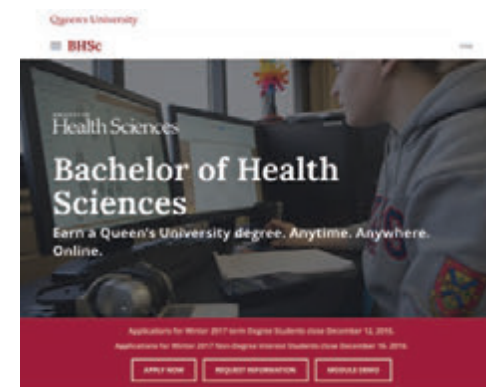 Queen's University
BHSc
Health Sciences
Bachelor of Health
Sciences
Earn a Queen's University degree. Anytime. Anywhere.
Online.
Applications for Winter 2017 term Degree Students close December 12, 2016.
Applications for Winter 2017 Non-Degree Interest Students close December 16, 2016.
APPLY NOW REQUEST INFORMATION MODULE DEMO